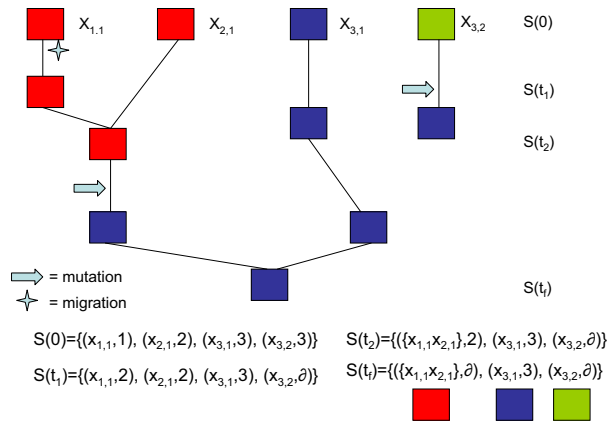 X1.1 X2,1 X3,1 X3,2 S(0)
S(t1)
S(t2)
= mutation
= migration
S(tf)
S(0)={(x1,1,1), (x2,1,2), (x3,1,3), (x3,2,3)} S(t2)={({x1,1x2,1},2), (x3,1,3), (x3,2,∂)}
S(t1)={(x1,1,2), (x2,1,2), (x3,1,3), (x3,2,∂)} S(tf)={({x1,1x2,1},∂), (x3,1,3), (x3,2,∂)}